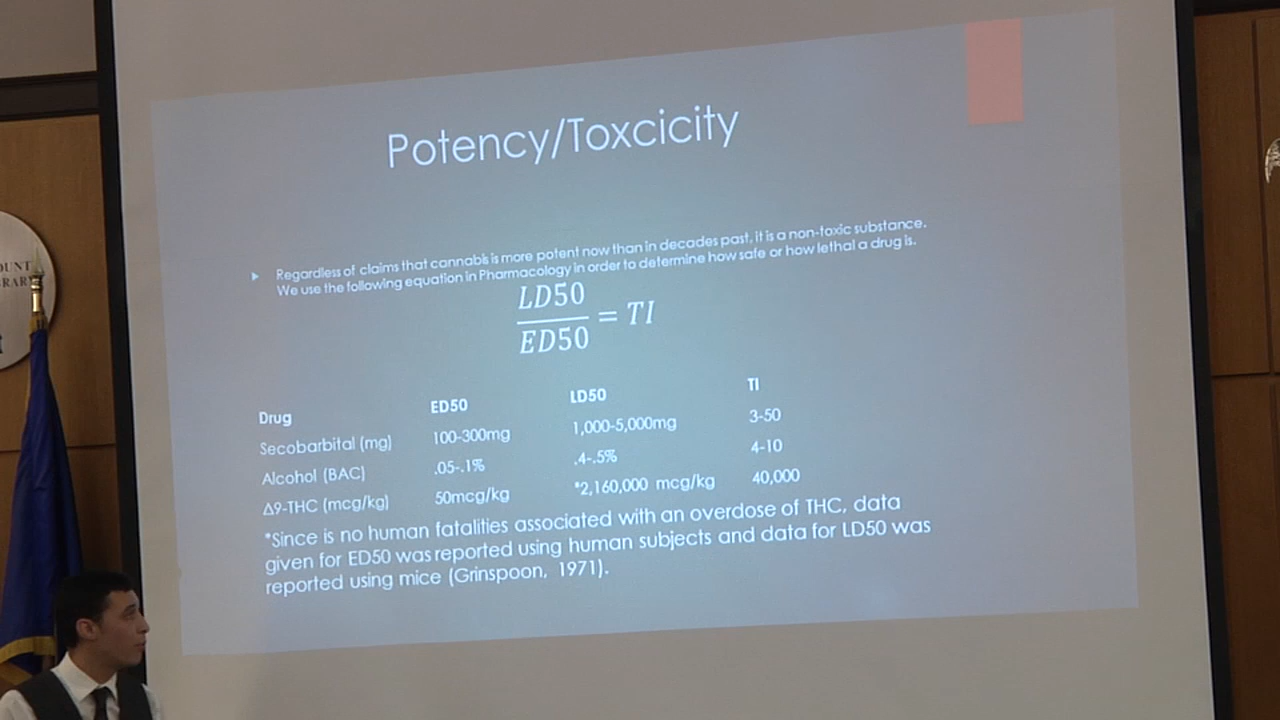 Potency/Toxcicity
Regardless of claims that cannabis is more potent now than in decades past, it is a non-toxic substance.
We use the following equation in Pharmacology in order to determine how safe or how lethal a drug is.
LD50
ED50 = TI
Drug ED50 LD50 TI
Secobarbital (mg) 100-300mg 1,000-5,000mg 3-50
Alcohol (BAC) .05-.1% .4-.5% 4-10
Δ9-THC (mcg/kg) 50mcg/kg *2,160,000 mcg/kg 40,000
*Since is no human fatalities associated with an overdose of THC, data
given for ED50 was reported using human subjects and data for LD50 was
reported using mice (Grinspoon, 1971).